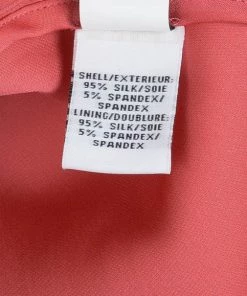 SHELL/EXTERIEUR:
95% SILK/SOIE
5% SPANDEX/
SPANDEX
LINING/DOUBLURE:
95% SILK/SOIE
5% SPANDEX/
SPANDEX